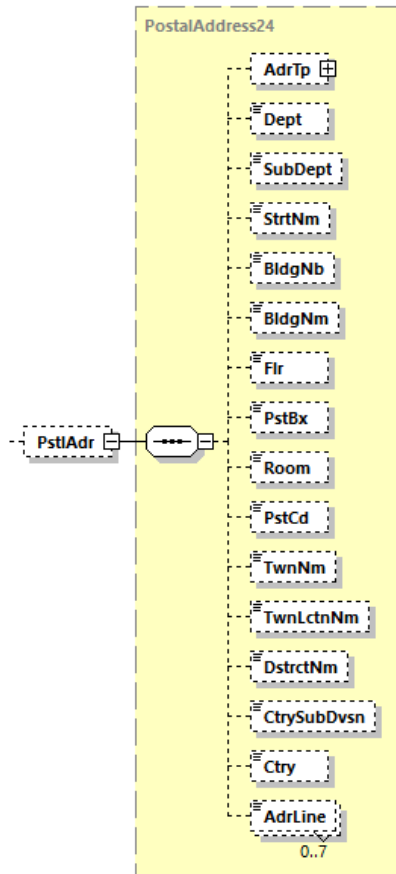 PostalAddress24
AdrTp
Dept
SubDept
StrtNm
BldgNb
BldgNm
Flr
PstBx
PstlAdr
Room
PstCd
TwnNm
TwnLctnNm
DstrctNm
CtrySubDvsn
Ctry
AdrLine
0..7